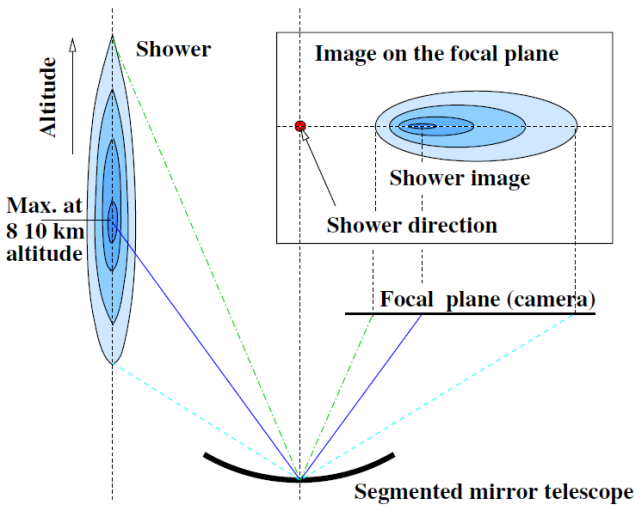 Shower
Altitude
Max. at
8 10 km
altitude
Image on the focal plane
Shower image
Shower direction
Focal plane (camera)
Segmented mirror telescope